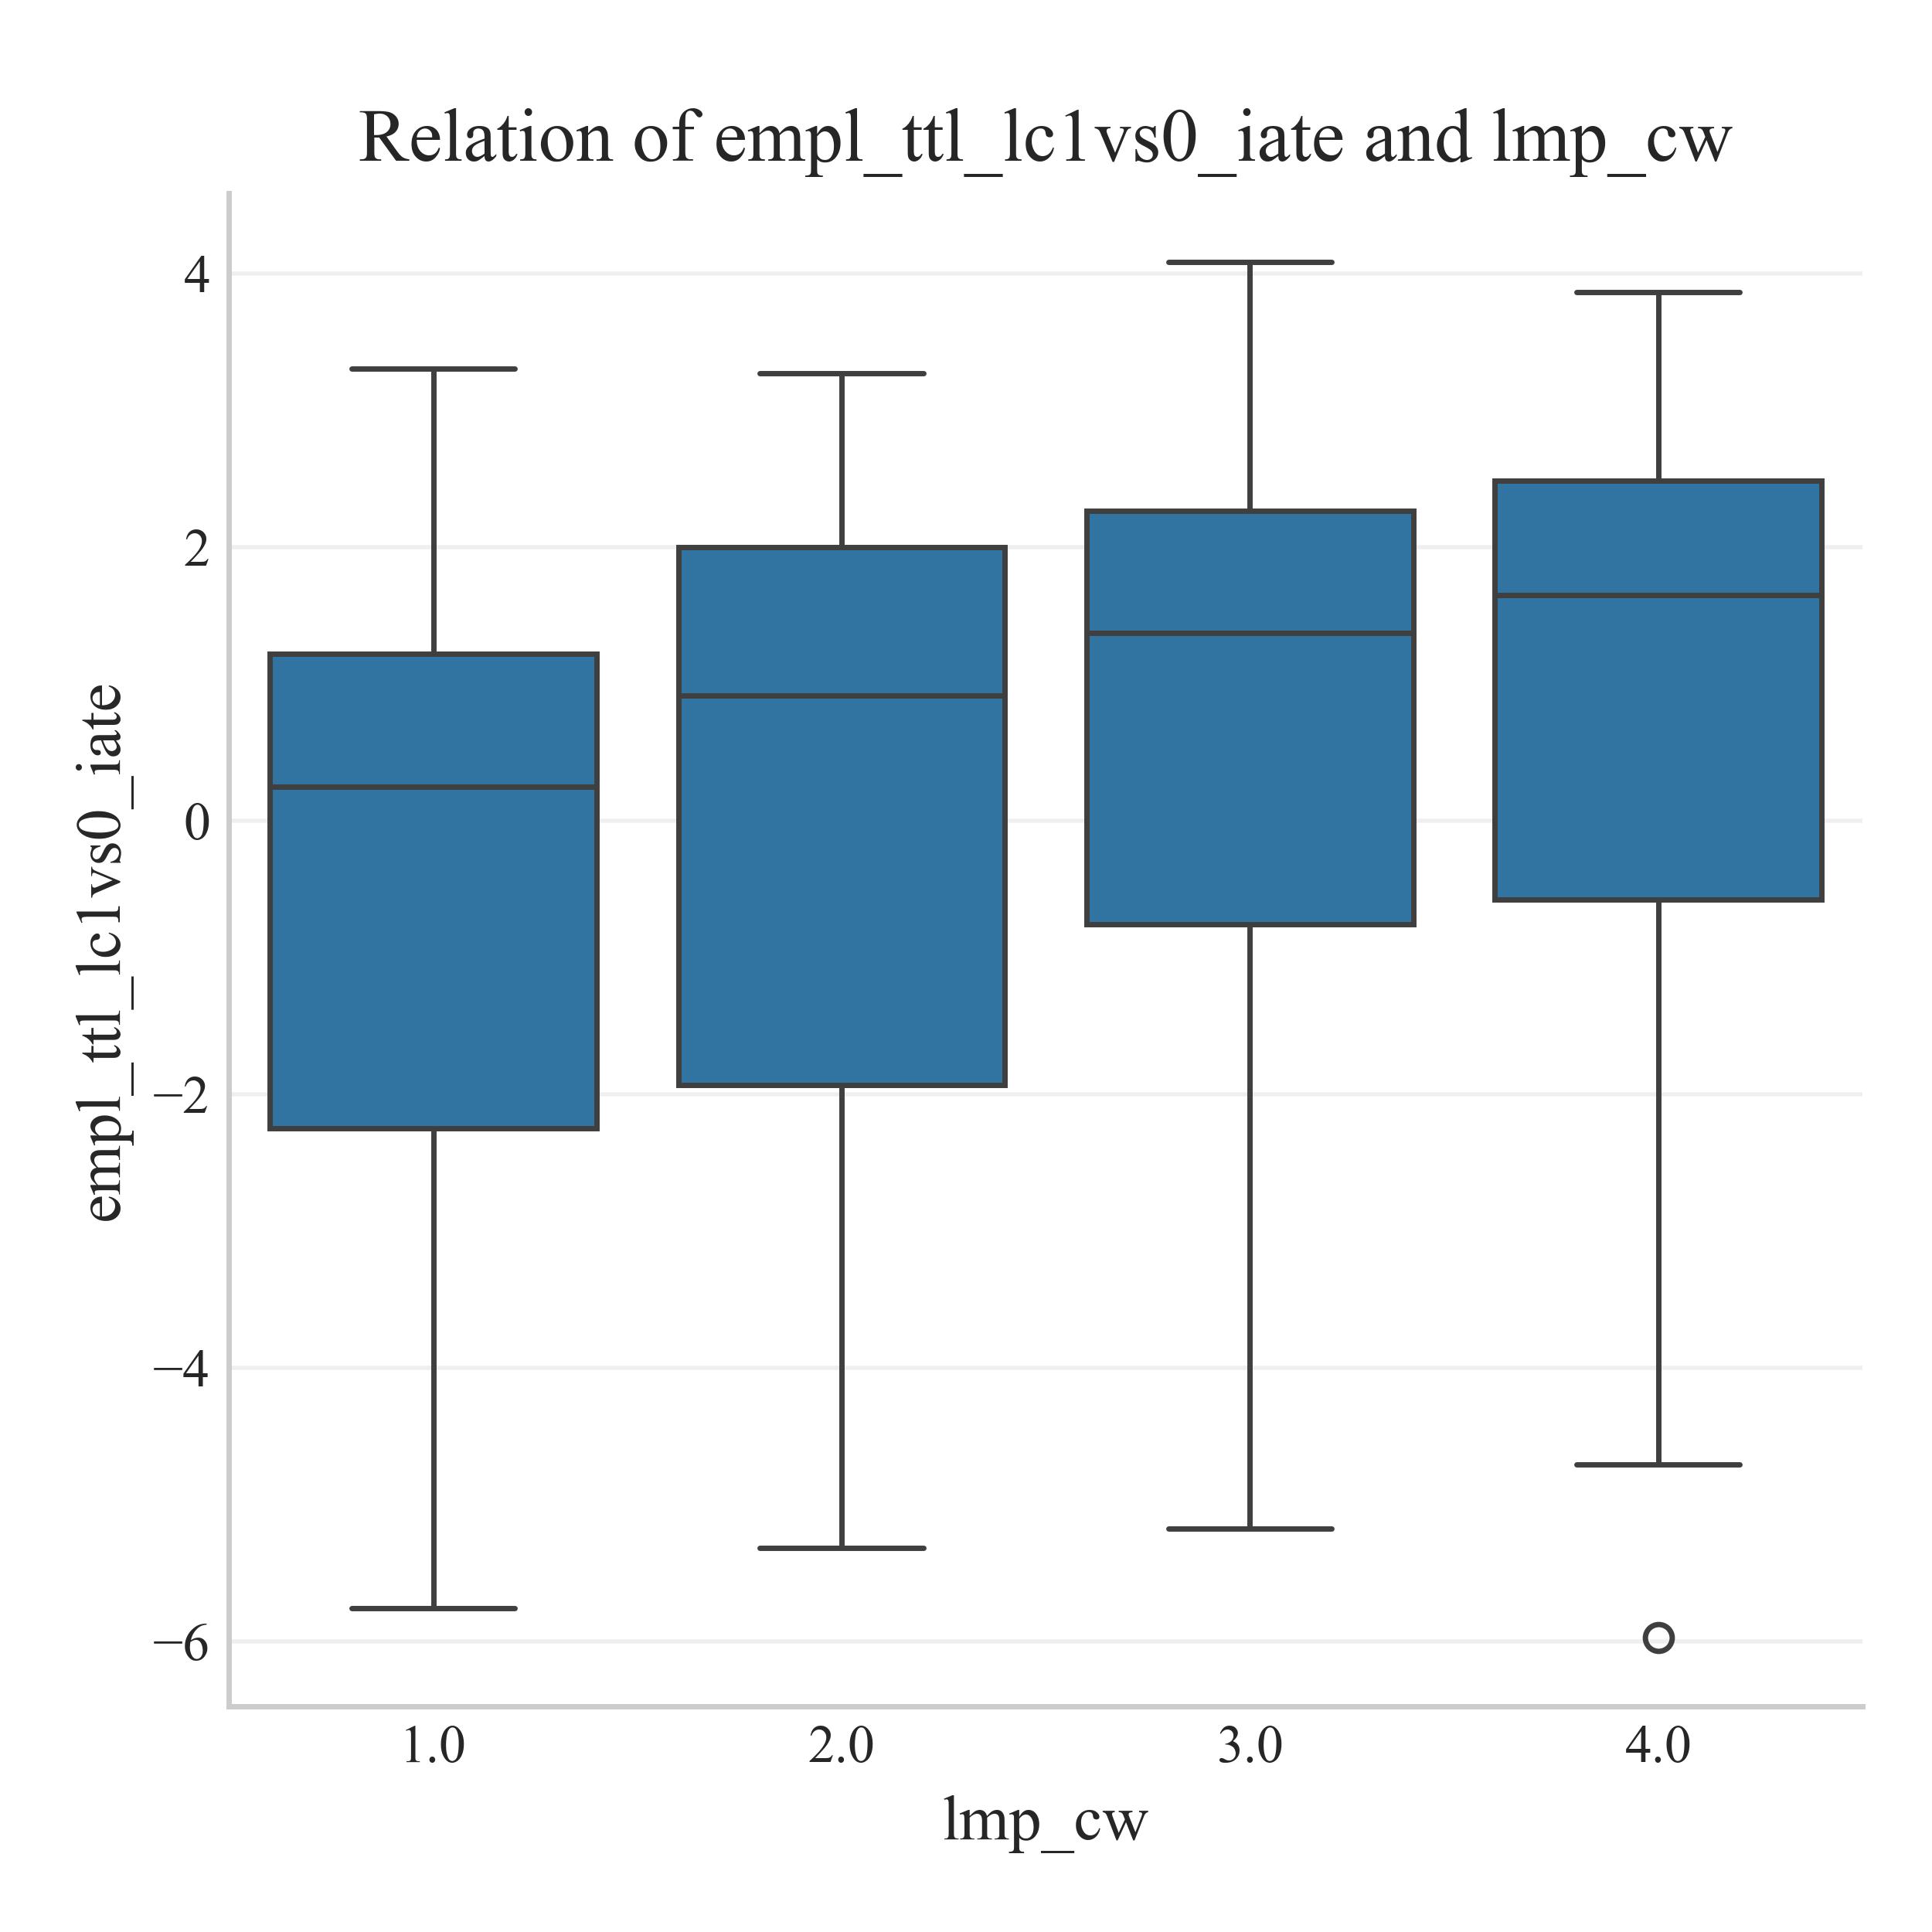 Relation of empl_ttl_lc1vs0_iate and lmp_cw
empl_ttl_lc1vs0_iate
4
2
0
−2
−4
−6
1.0 2.0 3.0 4.0
lmp_cw